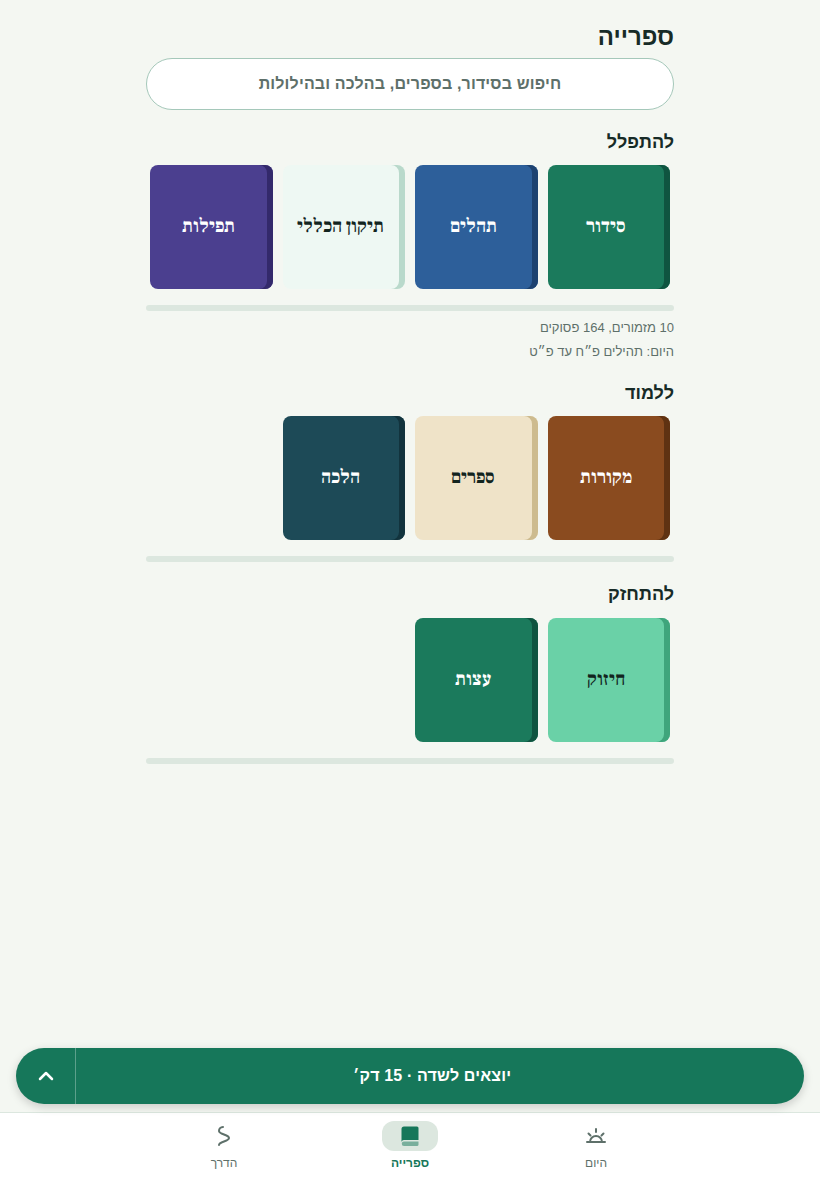 ספרייה
חיפוש בסידור, בספרים, בהלכה ובהילולות
להתפלל
סידור
תהלים
תיקון הכללי
תפילות
10 מזמורים, 164 פסוקים
היום: תהילים פ״ח עד פ״ט
ללמוד
מקורות
ספרים
הלכה
להתחזק
חיזוק
עצות
יוצאים לשדה · 15 דק׳
היום
ספרייה
הדרך